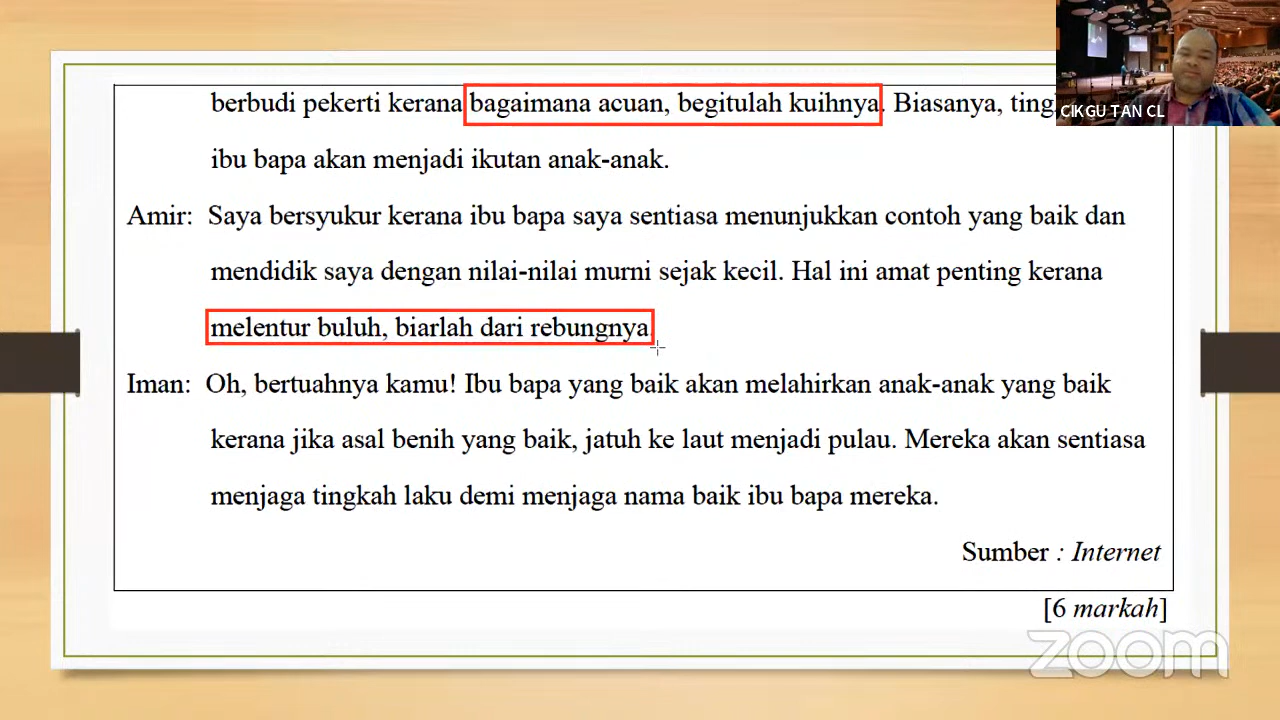 berbudi pekerti kerana bagaimana acuan, begitulah kuihnya. Biasanya,
CIKGU TAN CL
ibu bapa akan menjadi ikutan anak-anak.
Amir: Saya bersyukur kerana ibu bapa saya sentiasa menunjukkan contoh yang baik dan
mendidik saya dengan nilai-nilai murni sejak kecil. Hal ini amat penting kerana
melentur buluh, biarlah dari rebungnya.
Iman: Oh, bertuahnya kamu! Ibu bapa yang baik akan melahirkan anak-anak yang baik
kerana jika asal benih yang baik, jatuh ke laut menjadi pulau. Mereka akan sentiasa
menjaga tingkah laku demi menjaga nama baik ibu bapa mereka.
Sumber : Internet
[6 markah]
zoom